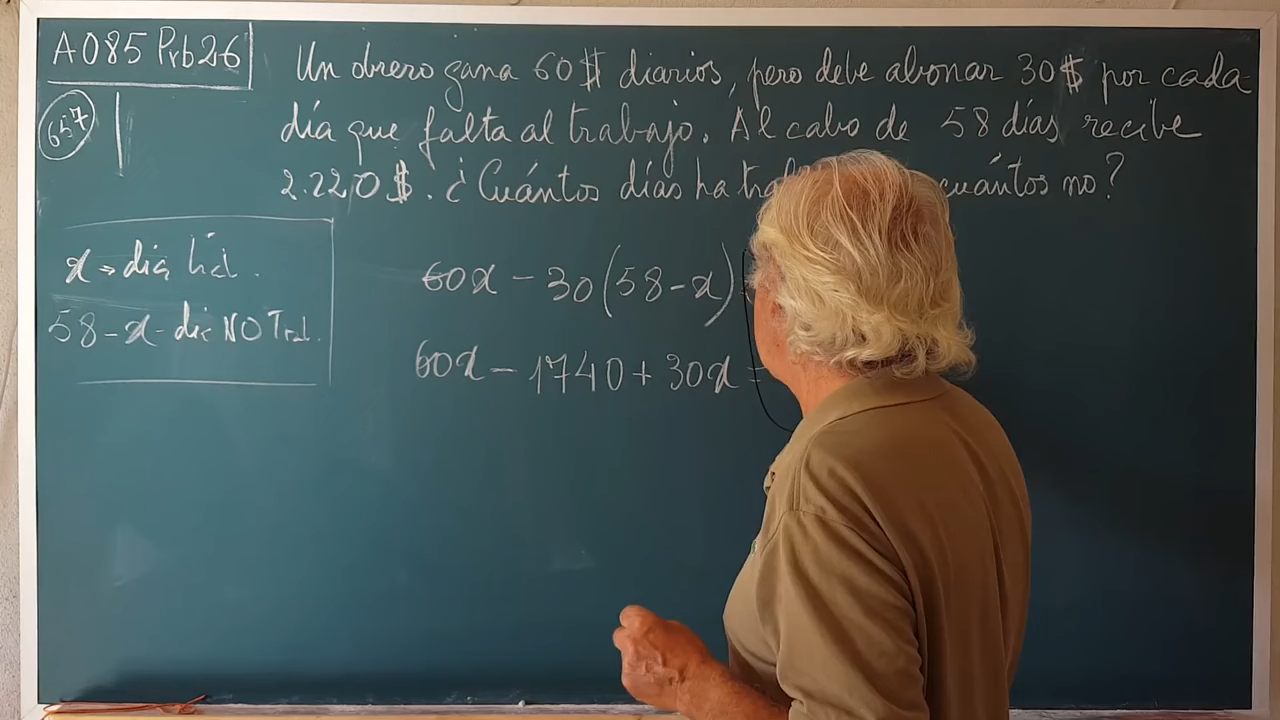 A085 Prb26
657
Un obrero gana 60$ diarios, pero debe abonar 30$ por cada
día que falta al trabajo. Al cabo de 58 días recibe
2.220$. ¿Cuántos días ha cuántos no?
x → día
60x - 30(58-x)
58-x - día NO Trab.
60x - 1740 + 30x =